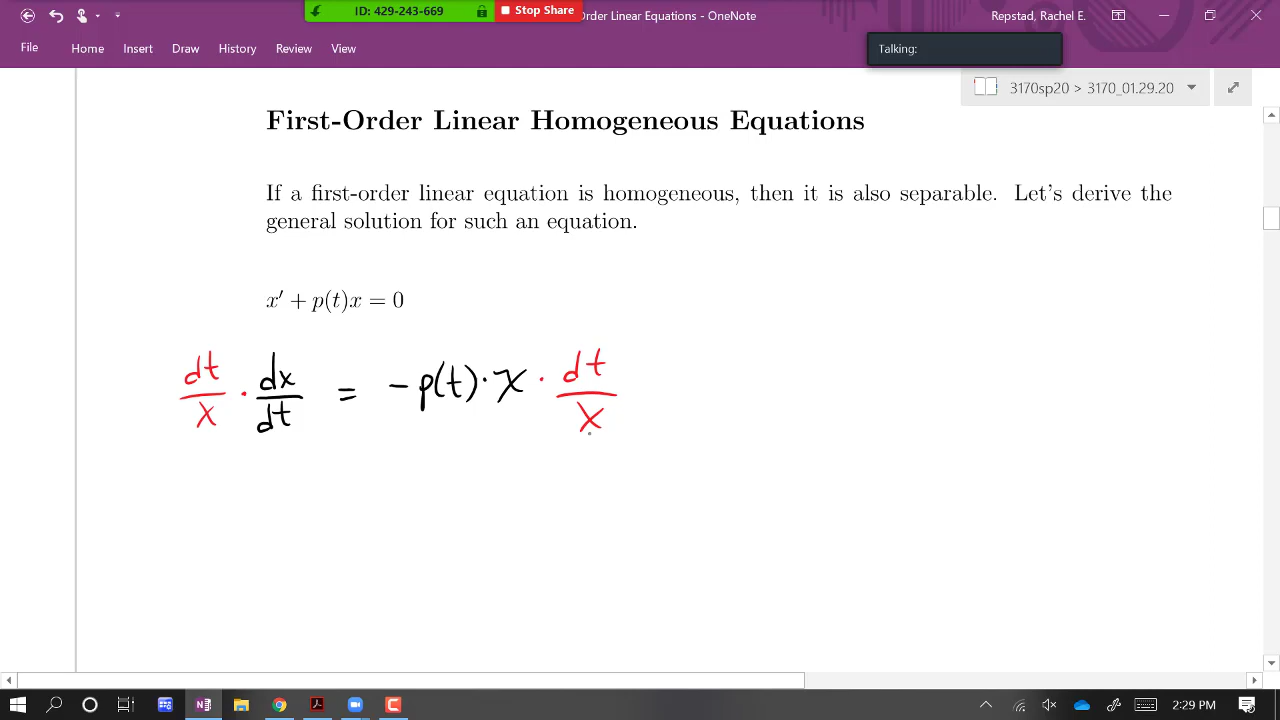 ID: 429-243-669 Stop Share
Order Linear Equations - OneNote
Repstad, Rachel E.
File Home Insert Draw History Review View
Talking:
3170sp20 > 3170_01.29.20
First-Order Linear Homogeneous Equations
If a first-order linear equation is homogeneous, then it is also separable. Let's derive the
general solution for such an equation.
x′ + p(t)x = 0
dt/x · dx/dt = -p(t) · x · dt/x
2:29 PM